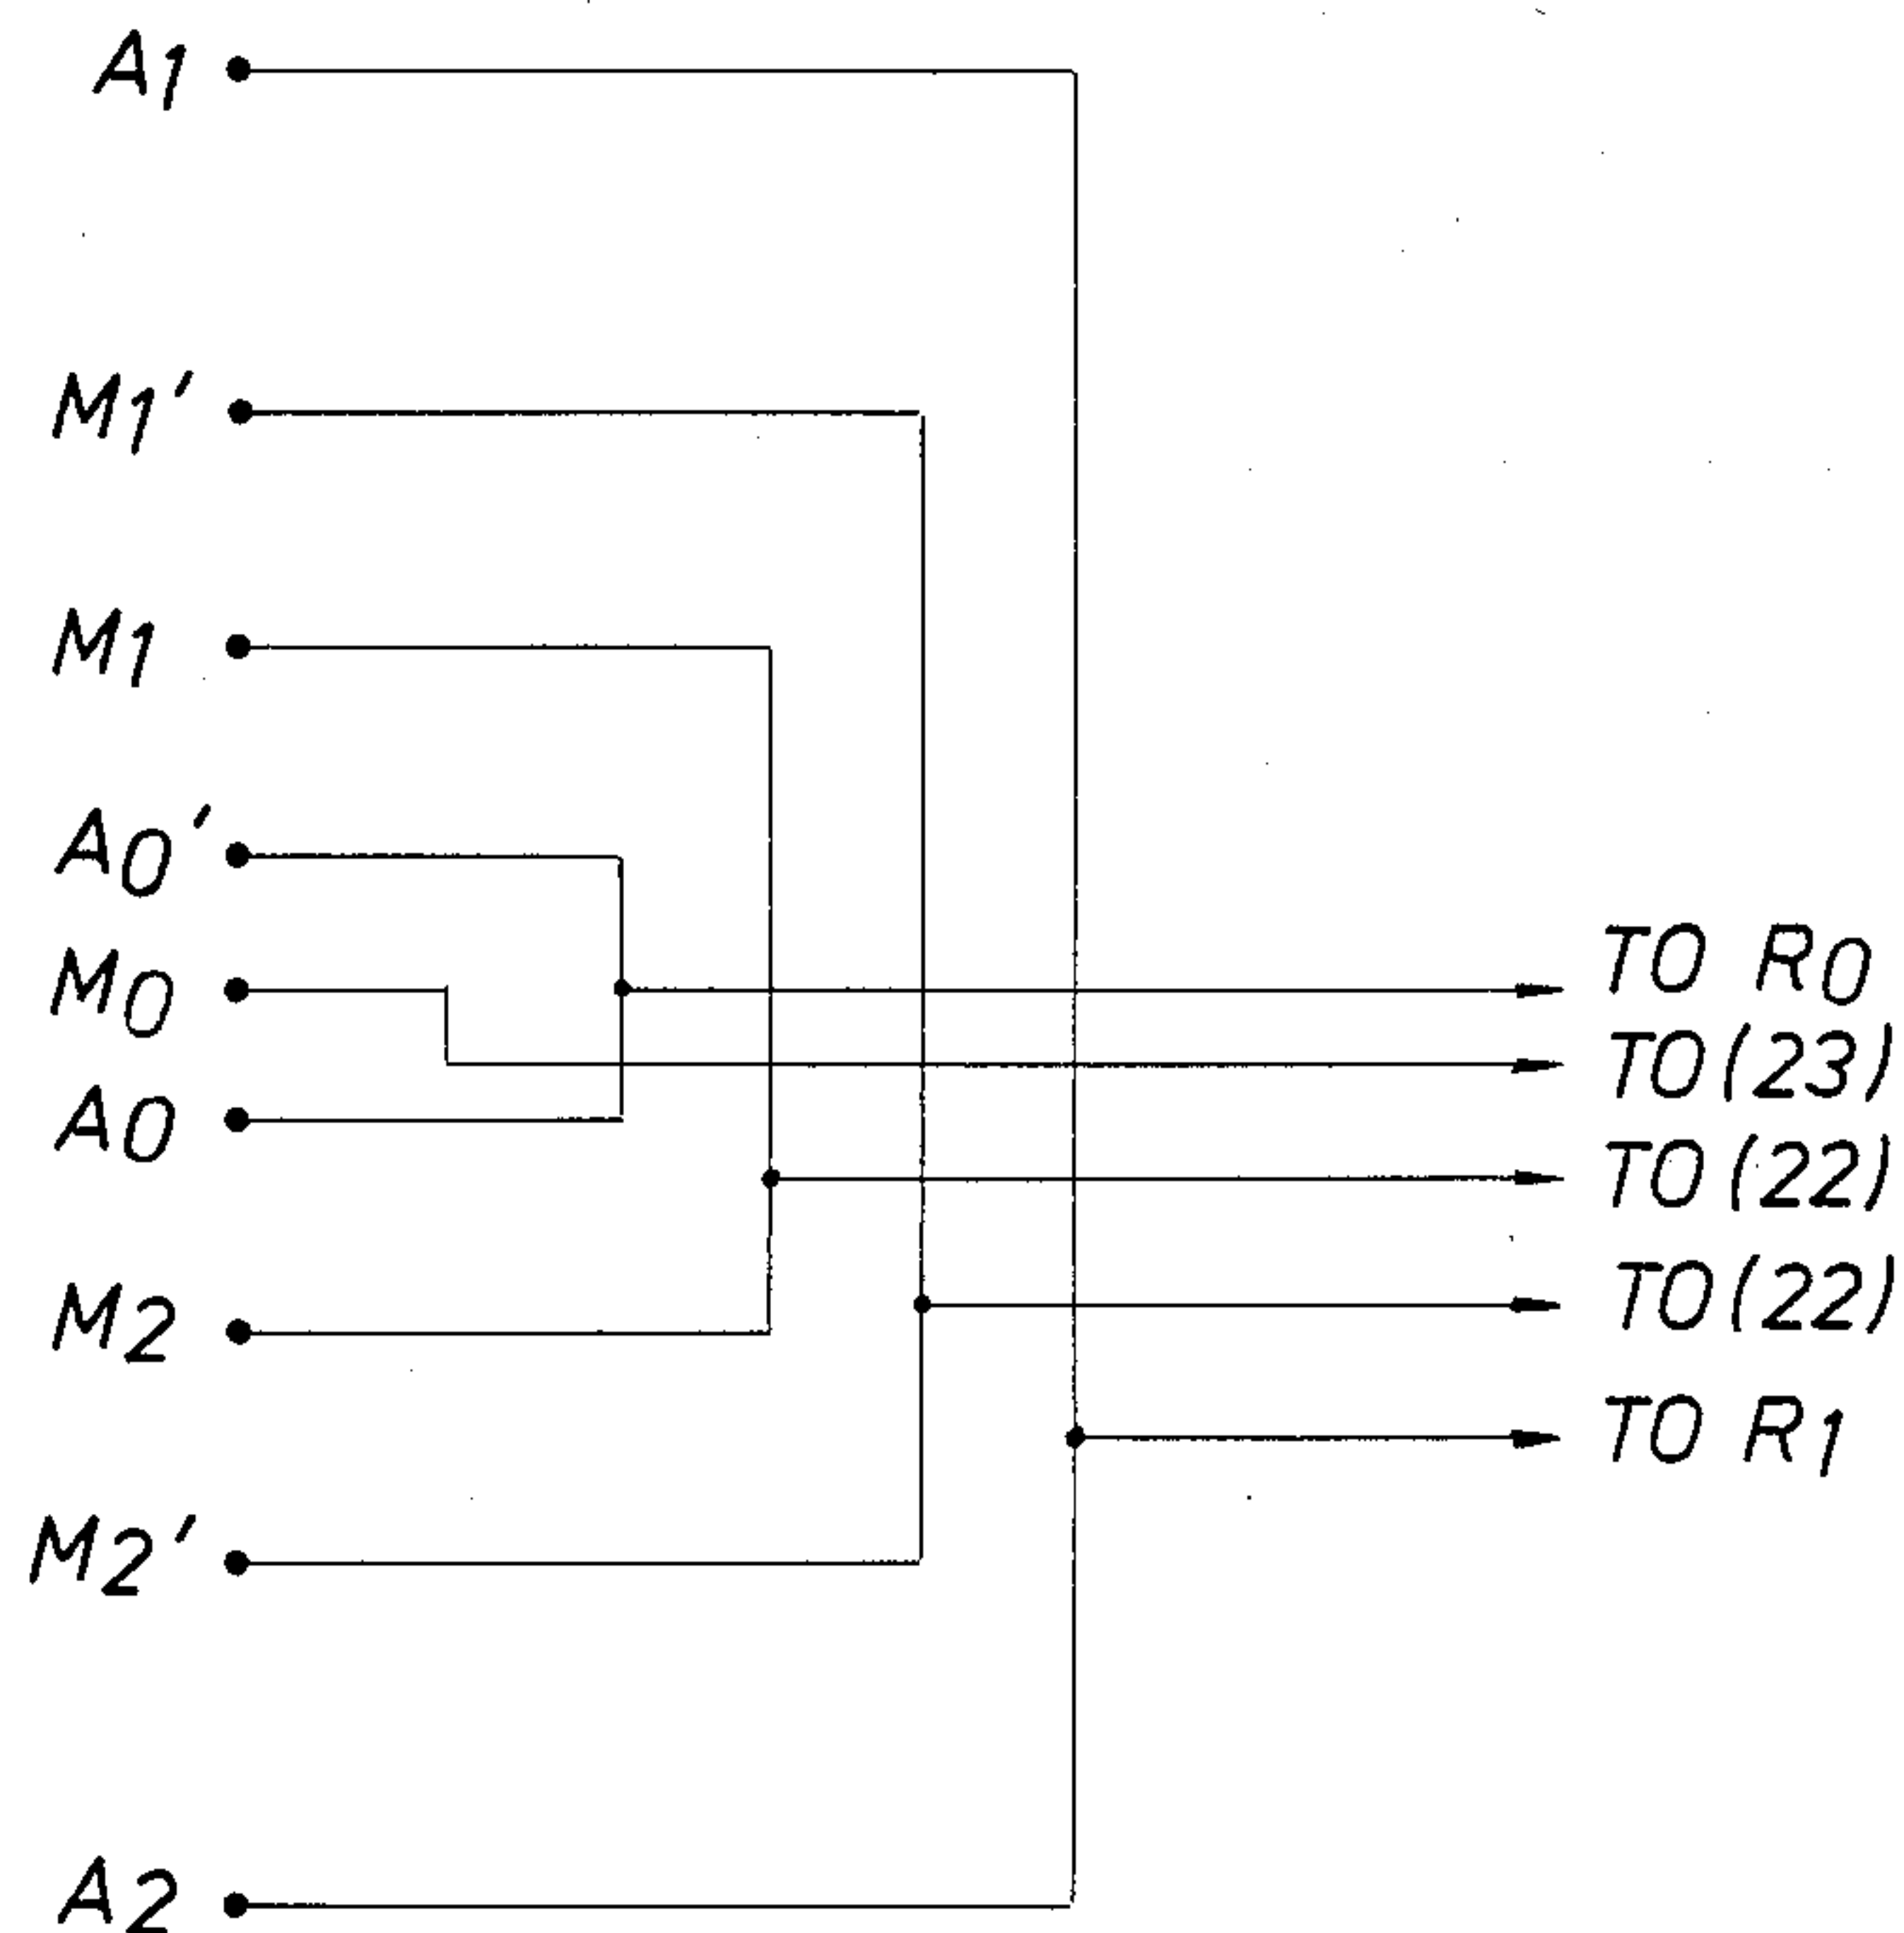 A1
M1'
M1
A0'
M0
A0
M2
M2'
A2
TO R0
TO (23)
TO (22)
TO (22)
TO R1